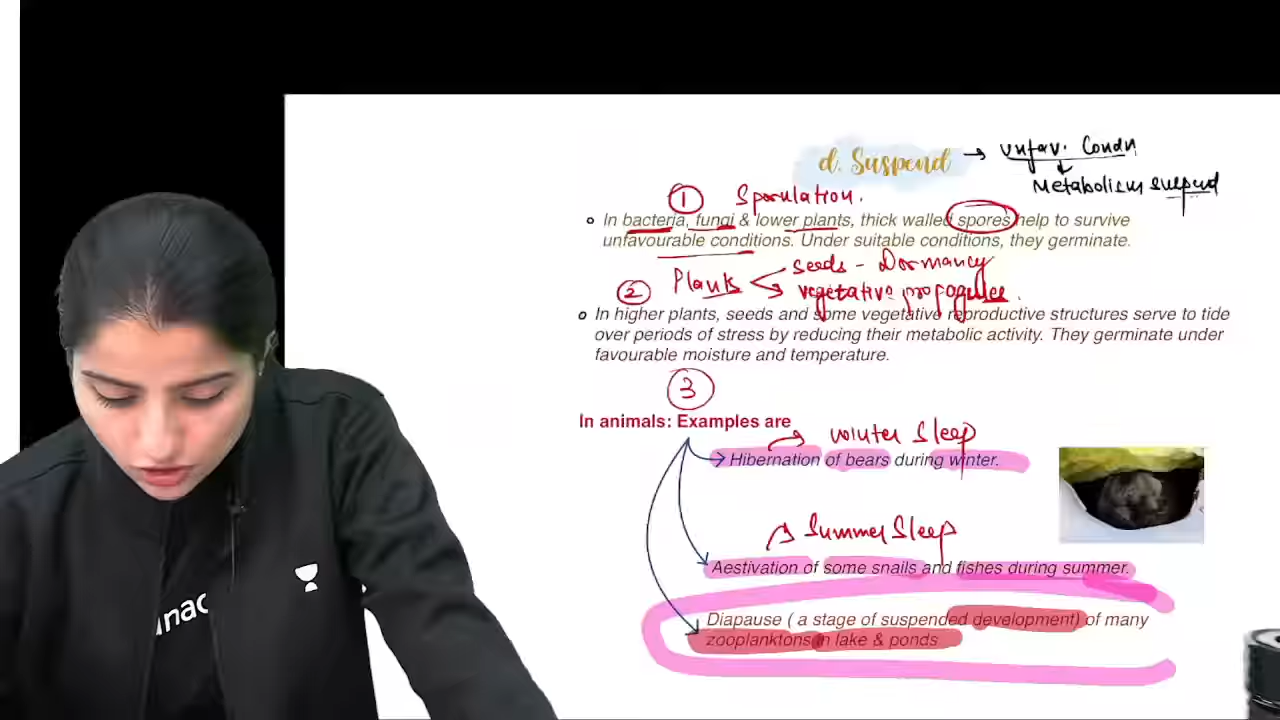 d. Suspend → unfav. Condn
Metabolism suspend
① Sporulation.
In bacteria, fungi & lower plants, thick walled spores help to survive
unfavourable conditions. Under suitable conditions, they germinate.
② Plants seeds - Dormancy
vegetative propagules.
In higher plants, seeds and some vegetative reproductive structures serve to tide
over periods of stress by reducing their metabolic activity. They germinate under
favourable moisture and temperature.
③
In animals: Examples are
winter Sleep
Hibernation of bears during winter.
Summer Sleep
Aestivation of some snails and fishes during summer.
Diapause ( a stage of suspended development) of many
zooplanktons in lake & ponds
nac